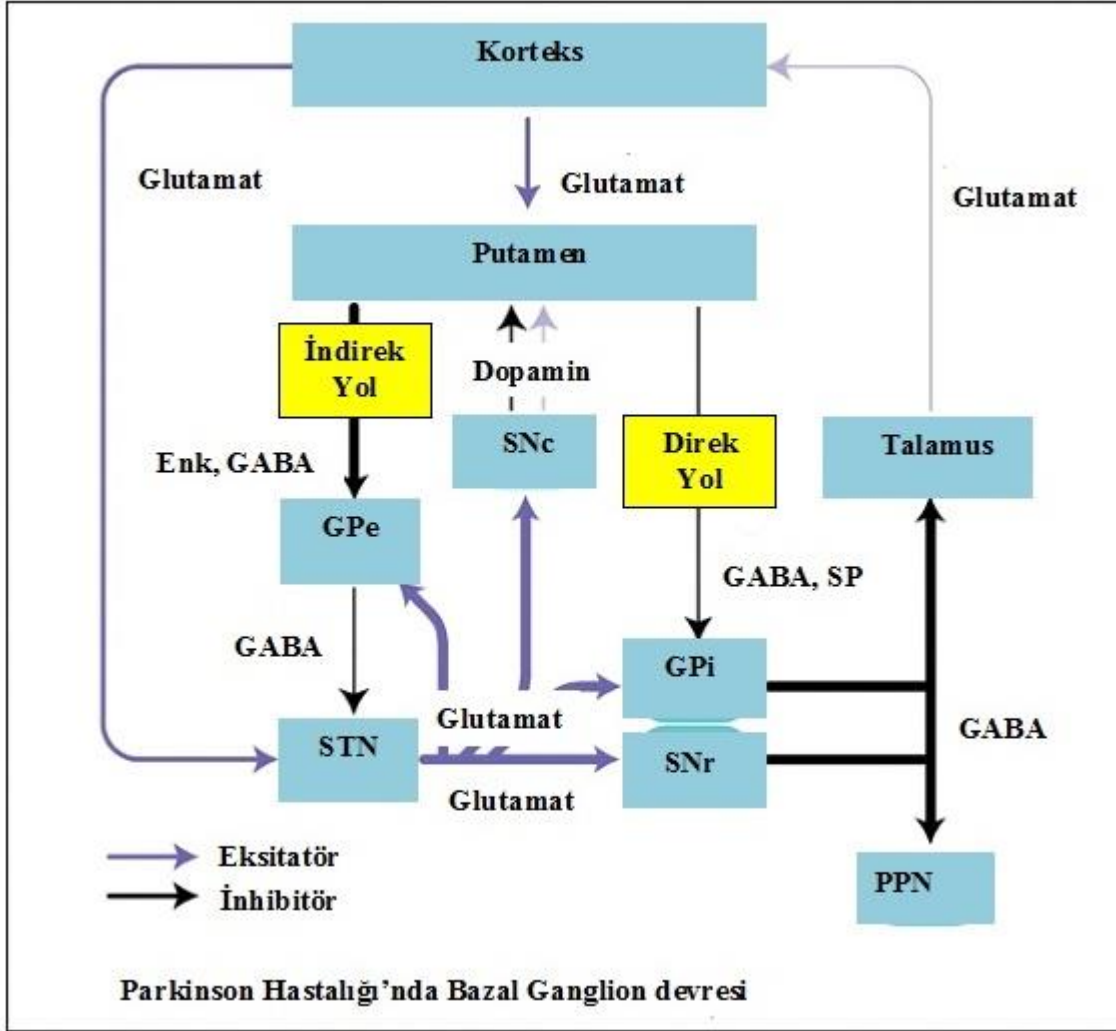 Korteks
Glutamat
Glutamat
Glutamat
Putamen
İndirek
Yol
Dopamin
SNc
Direk
Yol
Talamus
Enk, GABA
GPe
GABA, SP
GABA
GPi
Glutamat
STN
SNr
GABA
Glutamat
Eksitatör
İnhibitör
PPN
Parkinson Hastalığı’nda Bazal Ganglion devresi